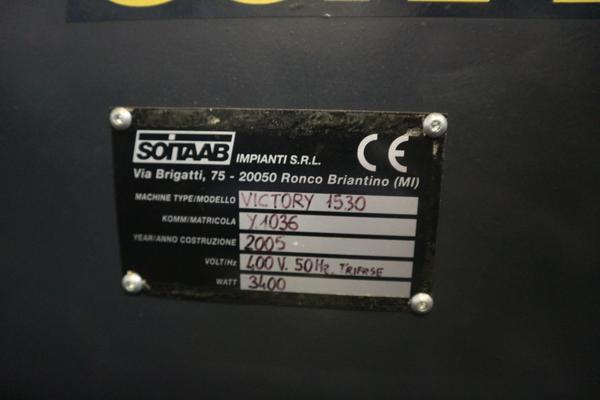 SOITAAB IMPIANTI S.R.L. CE
Via Brigatti, 75 - 20050 Ronco Briantino (MI)
MACHINE TYPE/MODELLO VICTORY 1530
KOMM/MATRICOLA Y1036
YEAR/ANNO COSTRUZIONE 2005
VOLT/Hz 400 V. 50Hz TRIFASE
WATT 3400